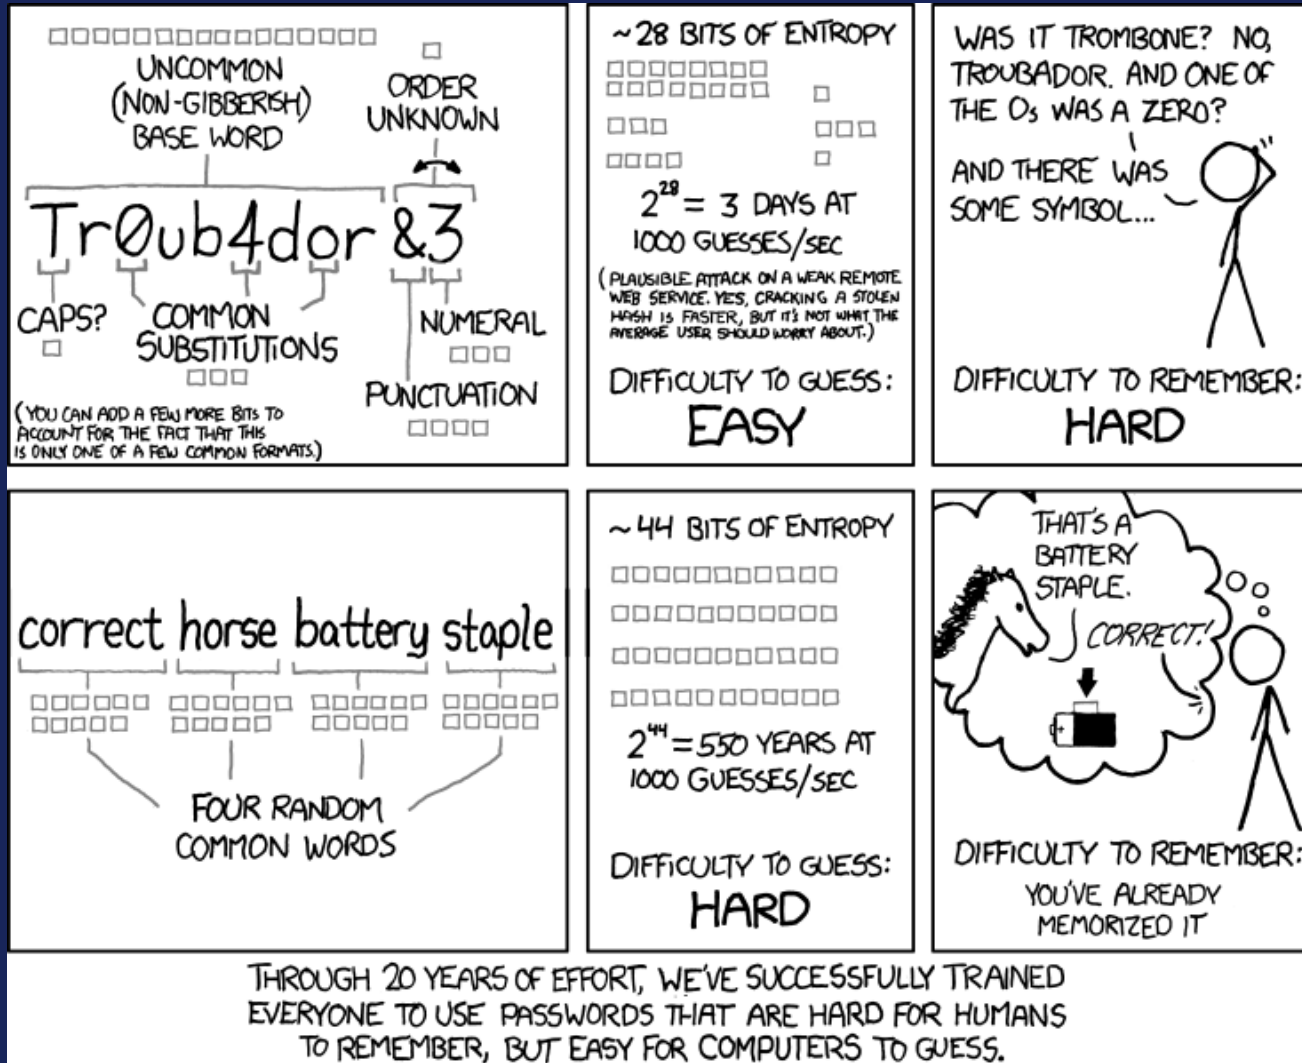 UNCOMMON
(NON-GIBBERISH)
BASE WORD
ORDER
UNKNOWN
Tr0ub4dor &3
CAPS?
COMMON
SUBSTITUTIONS
NUMERAL
PUNCTUATION
(YOU CAN ADD A FEW MORE BITS TO
ACCOUNT FOR THE FACT THAT THIS
IS ONLY ONE OF A FEW COMMON FORMATS.)
~28 BITS OF ENTROPY
2^28 = 3 DAYS AT
1000 GUESSES/SEC
(PLAUSIBLE ATTACK ON A WEAK REMOTE
WEB SERVICE. YES, CRACKING A STOLEN
HASH IS FASTER, BUT IT'S NOT WHAT THE
AVERAGE USER SHOULD WORRY ABOUT.)
DIFFICULTY TO GUESS:
EASY
WAS IT TROMBONE? NO,
TROUBADOR. AND ONE OF
THE Os WAS A ZERO?
AND THERE WAS
SOME SYMBOL...
DIFFICULTY TO REMEMBER:
HARD
correct horse battery staple
FOUR RANDOM
COMMON WORDS
~44 BITS OF ENTROPY
2^44 = 550 YEARS AT
1000 GUESSES/SEC
DIFFICULTY TO GUESS:
HARD
THAT'S A
BATTERY
STAPLE.
CORRECT!
DIFFICULTY TO REMEMBER:
YOU'VE ALREADY
MEMORIZED IT
THROUGH 20 YEARS OF EFFORT, WE'VE SUCCESSFULLY TRAINED
EVERYONE TO USE PASSWORDS THAT ARE HARD FOR HUMANS
TO REMEMBER, BUT EASY FOR COMPUTERS TO GUESS.